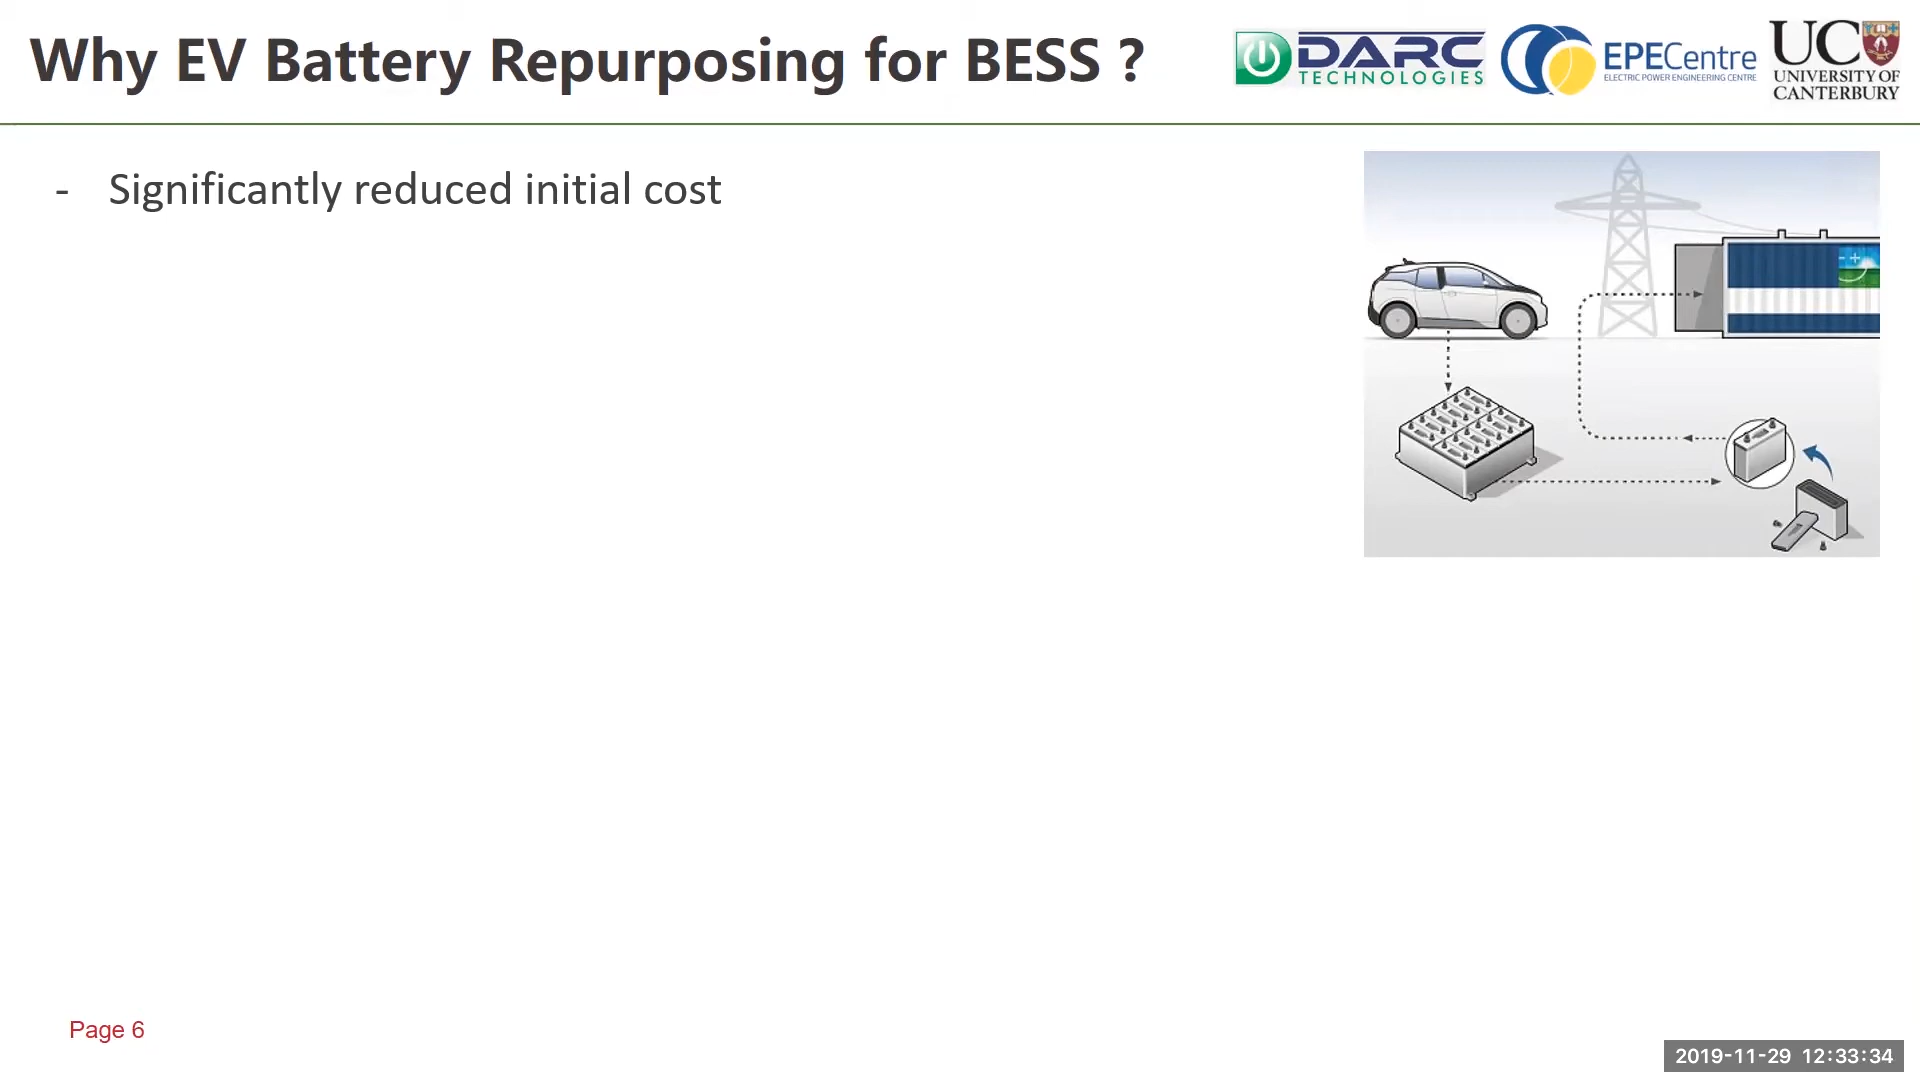 Why EV Battery Repurposing for BESS ?
DARC
TECHNOLOGIES
EPECentre
ELECTRIC POWER ENGINEERING CENTRE
UC
UNIVERSITY OF
CANTERBURY
- Significantly reduced initial cost
Page 6
2019-11-29 12:33:34